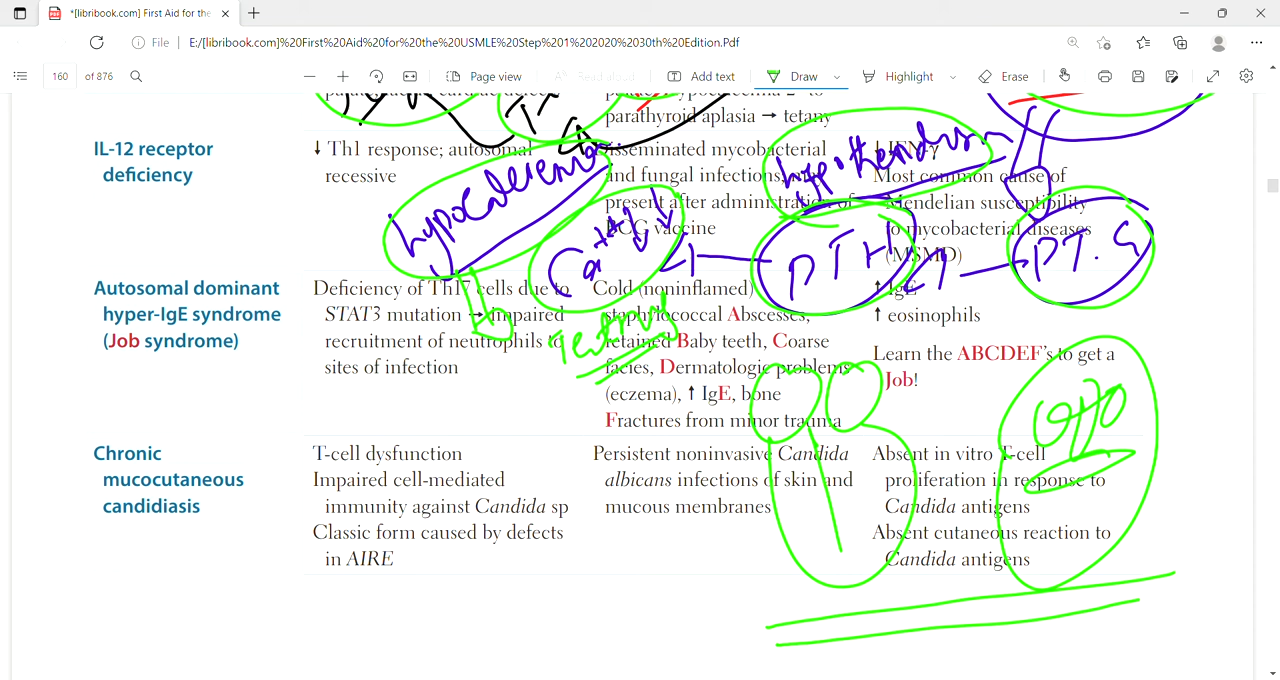 *[libribook.com] First Aid for the
File
E:/[libribook.com]%20First%20Aid%20for%20the%20USMLE%20Step%201%202020%2030th%20Edition.Pdf
160 of 876
Page view
Read aloud
Add text
Draw
Highlight
Erase
parathyroid aplasia → tetany
IL-12 receptor
deficiency
↓ Th1 response; autosomal
recessive
disseminated mycobacterial
and fungal infections;
present after administration of
BCG vaccine
↓ IFN-γ
Most common cause of
Mendelian susceptibility
to mycobacterial diseases
(MSMD)
Autosomal dominant
hyper-IgE syndrome
(Job syndrome)
Deficiency of Th17 cells due to
STAT3 mutation → impaired
recruitment of neutrophils to
sites of infection
Cold (noninflamed)
staphylococcal Abscesses,
retained Baby teeth, Coarse
facies, Dermatologic problems
(eczema), ↑ IgE, bone
Fractures from minor trauma
↑ IgE
↑ eosinophils
Learn the ABCDEF's to get a
Job!
Chronic
mucocutaneous
candidiasis
T-cell dysfunction
Impaired cell-mediated
immunity against Candida sp
Classic form caused by defects
in AIRE
Persistent noninvasive Candida
albicans infections of skin and
mucous membranes
Absent in vitro T-cell
proliferation in response to
Candida antigens
Absent cutaneous reaction to
Candida antigens
Ca++ ↓↓
PTH
PT.G